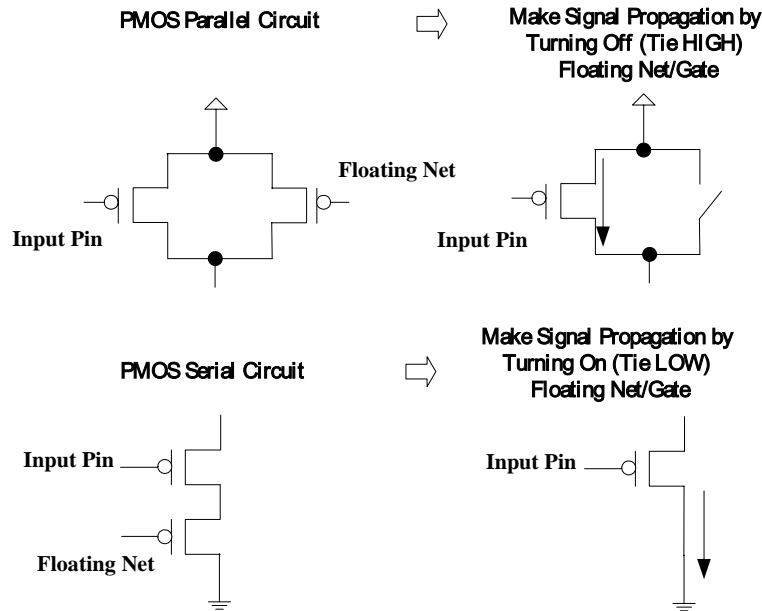 PMOS Parallel Circuit
Make Signal Propagation by
Turning Off (Tie HIGH)
Floating Net/Gate
Floating Net
Input Pin
Input Pin
PMOS Serial Circuit
Make Signal Propagation by
Turning On (Tie LOW)
Floating Net/Gate
Input Pin
Floating Net
Input Pin